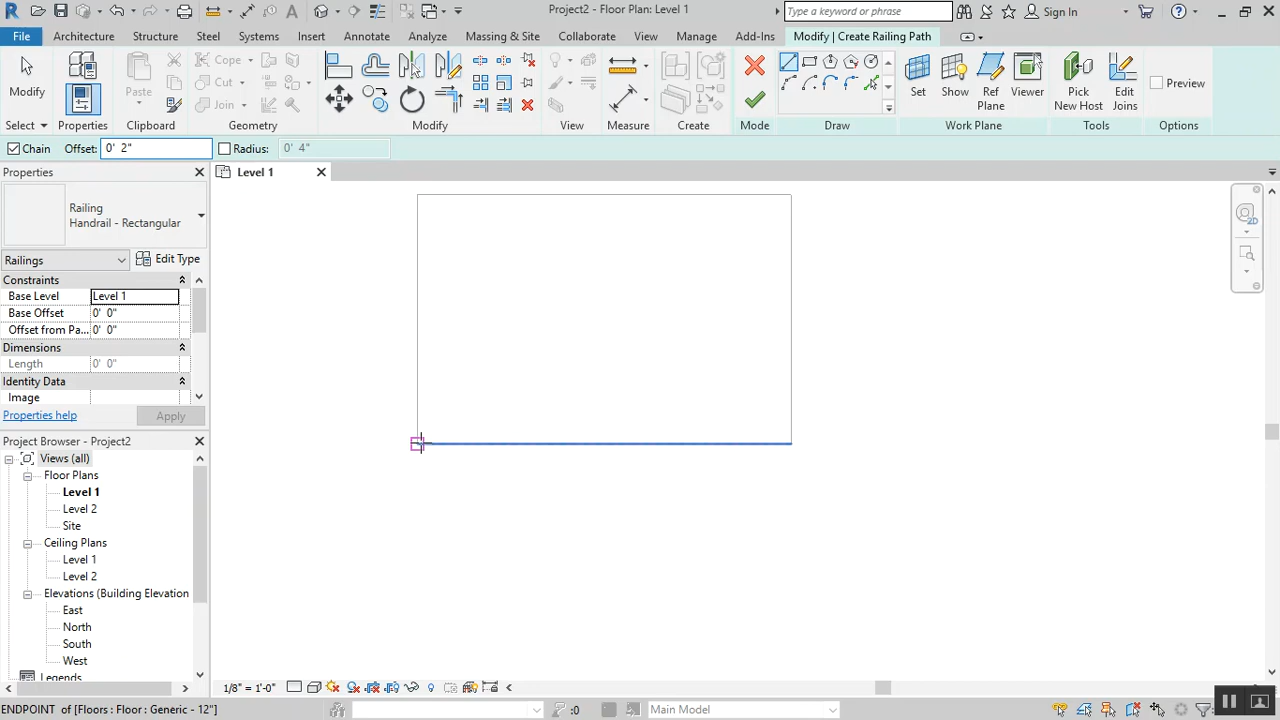 Project2 - Floor Plan: Level 1
Type a keyword or phrase
Sign In
File
Architecture
Structure
Steel
Systems
Insert
Annotate
Analyze
Massing & Site
Collaborate
View
Manage
Add-Ins
Modify | Create Railing Path
Modify
Paste
Cope
Cut
Join
Set
Show
Ref
Plane
Viewer
Pick
New Host
Edit
Joins
Preview
Select
Properties
Clipboard
Geometry
Modify
View
Measure
Create
Mode
Draw
Work Plane
Tools
Options
Chain
Offset:
0' 2"
Radius:
0' 4"
Properties
Level 1
Railing
Handrail - Rectangular
Railings
Edit Type
Constraints
Base Level
Level 1
Base Offset
0' 0"
Offset from Pa...
0' 0"
Dimensions
Length
0' 0"
Identity Data
Image
Properties help
Apply
Project Browser - Project2
Views (all)
Floor Plans
Level 1
Level 2
Site
Ceiling Plans
Level 1
Level 2
Elevations (Building Elevation
East
North
South
West
Legends
2D
1/8" = 1'-0"
ENDPOINT of [Floors : Floor : Generic - 12"]
:0
Main Model